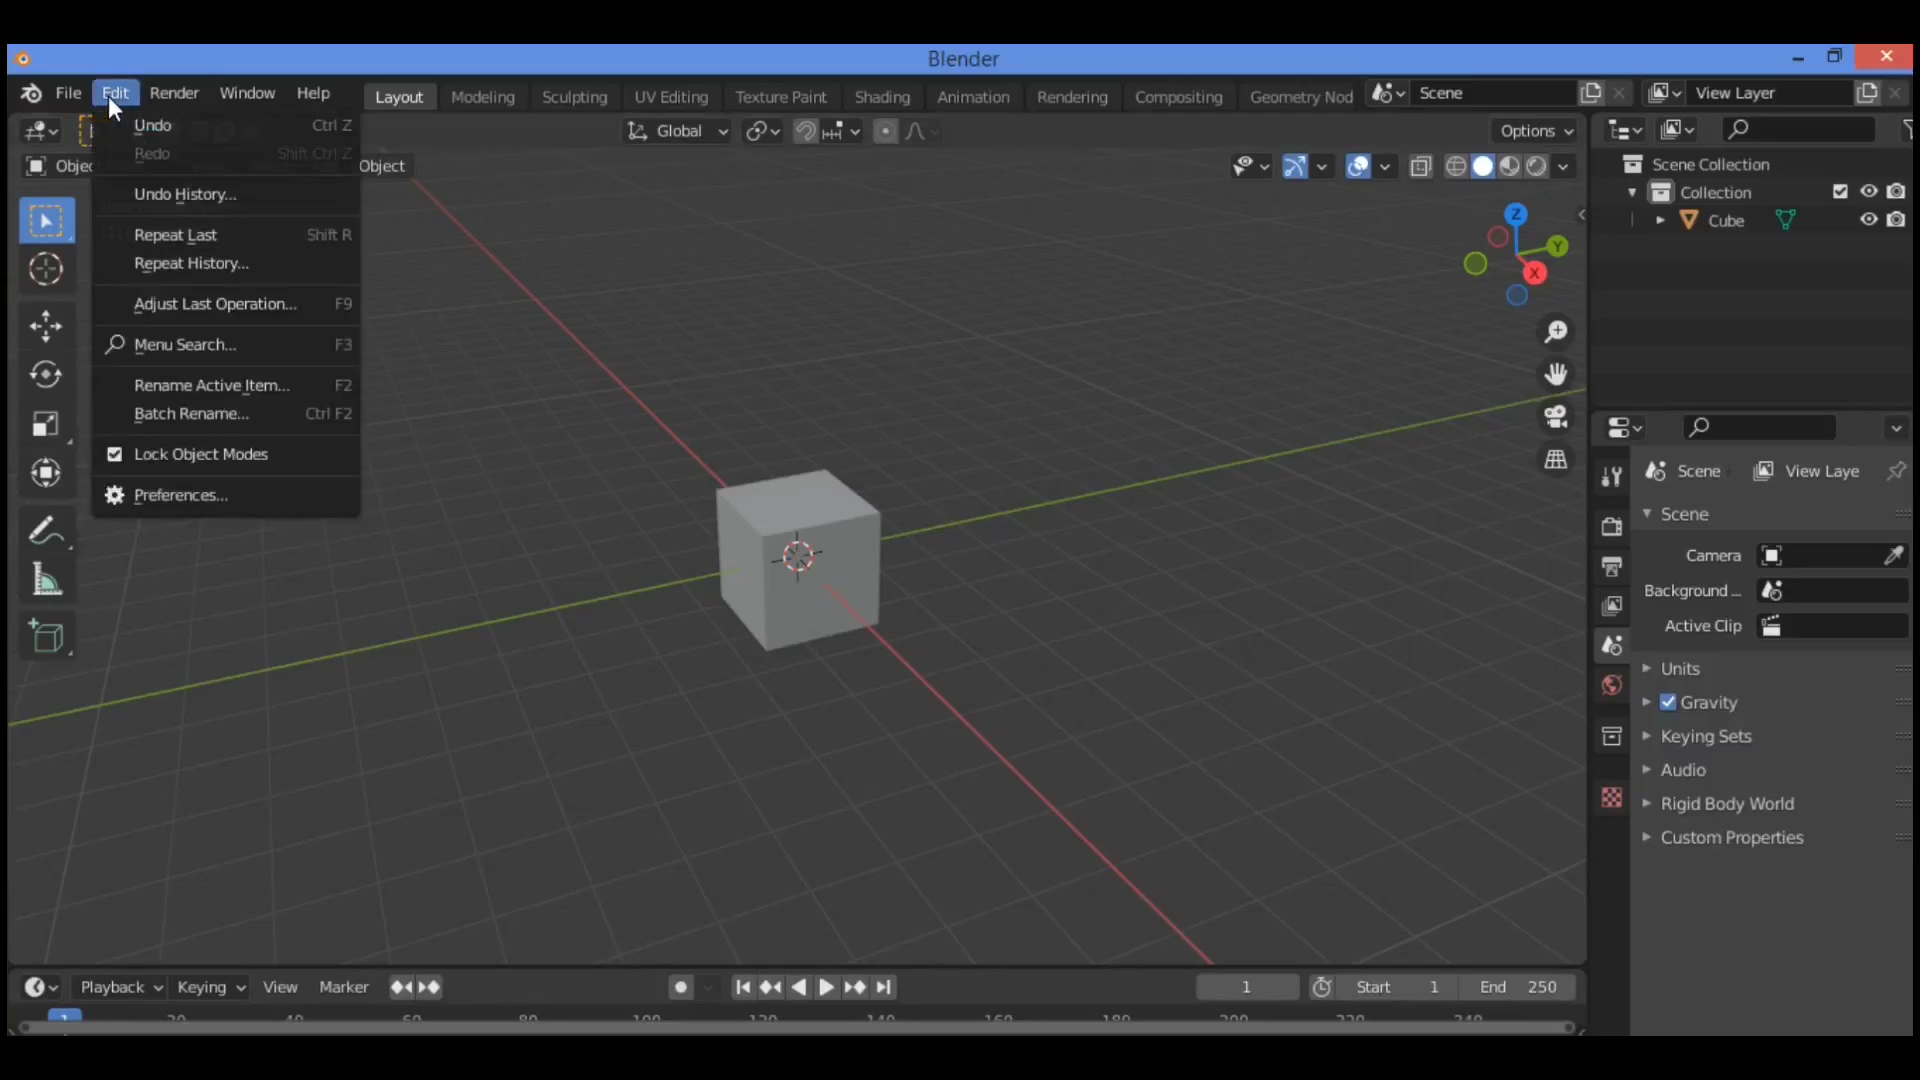 Blender
File Edit Render Window Help Layout Modeling Sculpting UV Editing Texture Paint Shading Animation Rendering Compositing Geometry Nod Scene View Layer
Global Options
Objec Object
Undo Ctrl Z
Redo Shift Ctrl Z
Undo History...
Repeat Last Shift R
Repeat History...
Adjust Last Operation... F9
Menu Search... F3
Rename Active Item... F2
Batch Rename... Ctrl F2
Lock Object Modes
Preferences...
Z
Y
X
Scene Collection
Collection
Cube
Scene View Laye
Scene
Camera
Background ...
Active Clip
Units
Gravity
Keying Sets
Audio
Rigid Body World
Custom Properties
Playback Keying View Marker 1 Start 1 End 250
1 20 40 60 80 100 120 140 160 180 200 220 240